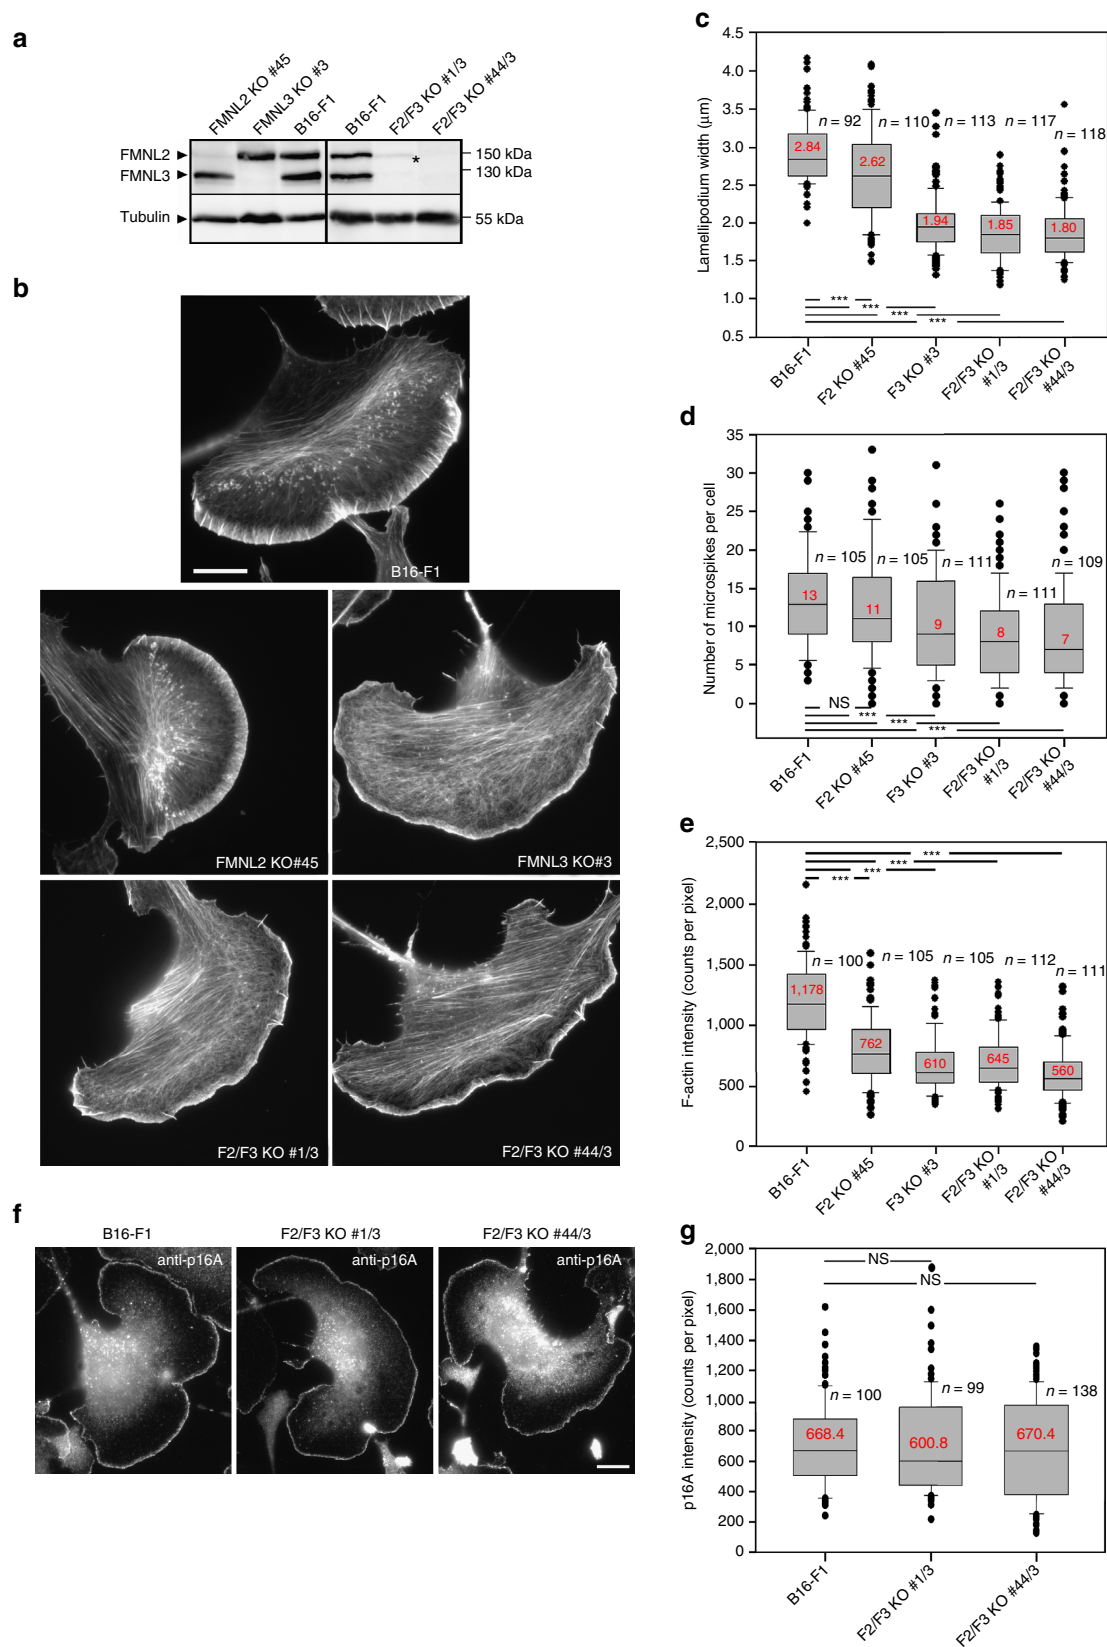 a
FMNL2 KO #45
FMNL3 KO #3
B16-F1
B16-F1
F2/F3 KO #1/3
F2/F3 KO #44/3
FMNL2
FMNL3
Tubulin
*
150 kDa
130 kDa
55 kDa
b
B16-F1
FMNL2 KO#45
FMNL3 KO#3
F2/F3 KO #1/3
F2/F3 KO #44/3
c
Lamellipodium width (μm)
4.5
4.0
3.5
3.0
2.5
2.0
1.5
1.0
0.5
n = 92
n = 110
n = 113
n = 117
n = 118
2.84
2.62
1.94
1.85
1.80
***
***
***
***
B16-F1
F2 KO #45
F3 KO #3
F2/F3 KO #1/3
F2/F3 KO #44/3
d
Number of microspikes per cell
35
30
25
20
15
10
5
0
n = 105
n = 105
n = 111
n = 111
n = 109
13
11
9
8
7
NS
***
***
***
B16-F1
F2 KO #45
F3 KO #3
F2/F3 KO #1/3
F2/F3 KO #44/3
e
F-actin intensity (counts per pixel)
2,500
2,000
1,500
1,000
500
0
***
***
***
***
n = 100
n = 105
n = 105
n = 112
n = 111
1,178
762
610
645
560
B16-F1
F2 KO #45
F3 KO #3
F2/F3 KO #1/3
F2/F3 KO #44/3
f
B16-F1
F2/F3 KO #1/3
F2/F3 KO #44/3
anti-p16A
anti-p16A
anti-p16A
g
p16A intensity (counts per pixel)
2,000
1,800
1,600
1,400
1,200
1,000
800
600
400
200
0
NS
NS
n = 100
n = 99
n = 138
668.4
600.8
670.4
B16-F1
F2/F3 KO #1/3
F2/F3 KO #44/3